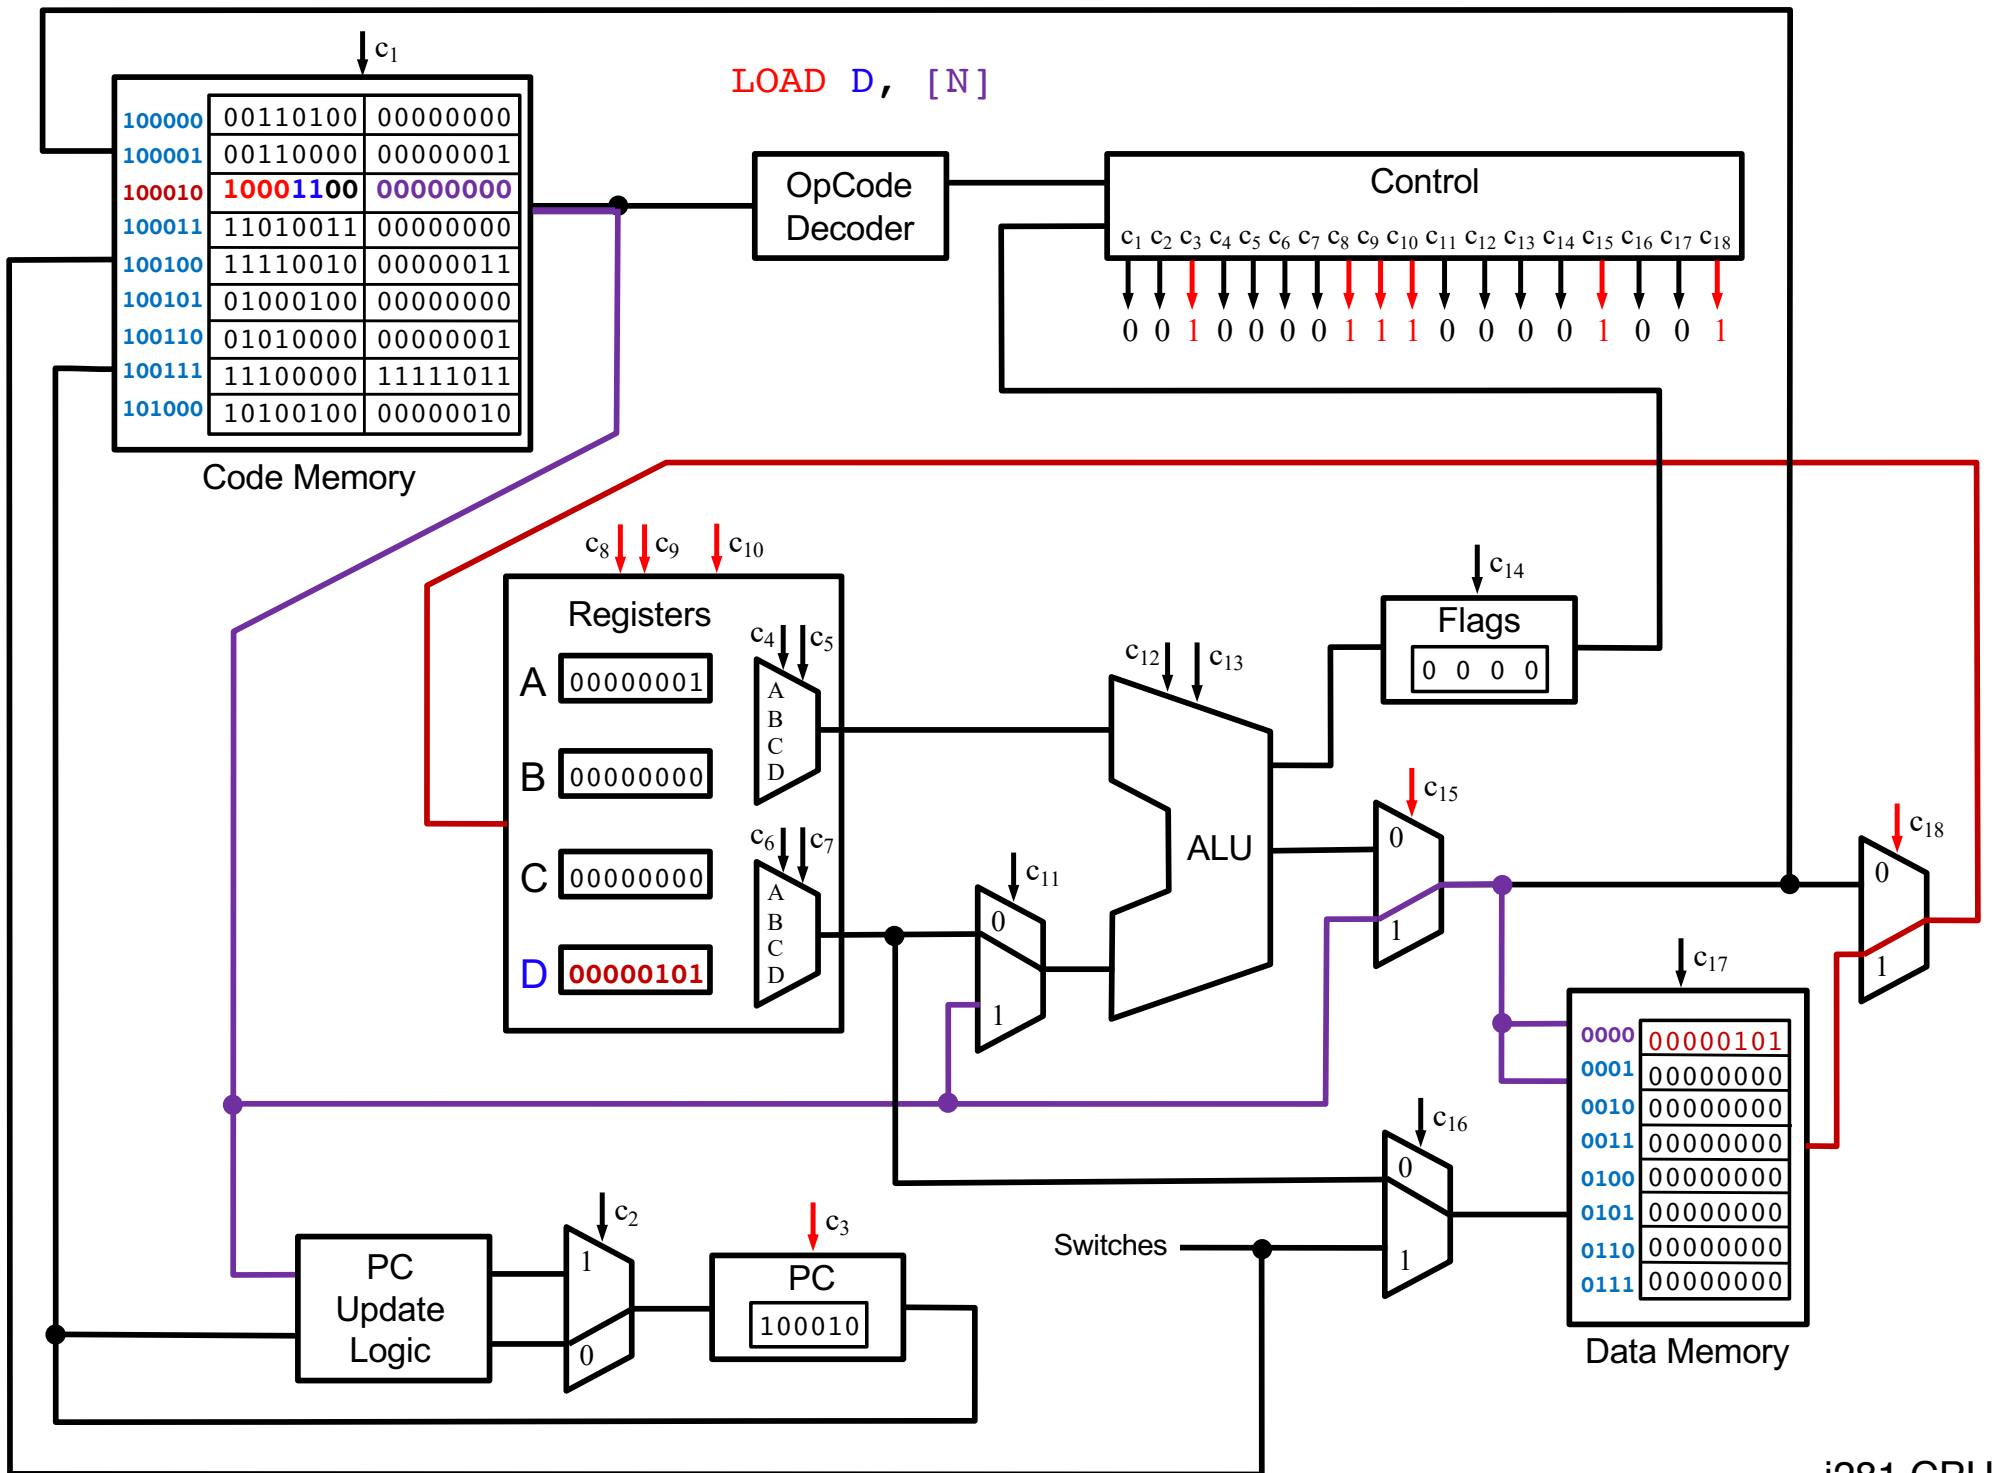 c1
LOAD D, [N]
100000 00110100 00000000
100001 00110000 00000001
100010 10001100 00000000
100011 11010011 00000000
100100 11110010 00000011
100101 01000100 00000000
100110 01010000 00000001
100111 11100000 11111011
101000 10100100 00000010
Code Memory
OpCode
Decoder
Control
c1 c2 c3 c4 c5 c6 c7 c8 c9 c10 c11 c12 c13 c14 c15 c16 c17 c18
0 0 1 0 0 0 0 1 1 1 0 0 0 0 1 0 0 1
c8 c9 c10
Registers
A 00000001
B 00000000
C 00000000
D 00000101
c4 c5
A
B
C
D
c6 c7
A
B
C
D
c11
0
1
c12 c13
ALU
c14
Flags
0 0 0 0
c15
0
1
c18
0
1
c17
0000 00000101
0001 00000000
0010 00000000
0011 00000000
0100 00000000
0101 00000000
0110 00000000
0111 00000000
Data Memory
c16
0
1
Switches
PC
Update
Logic
c2
1
0
c3
PC
100010